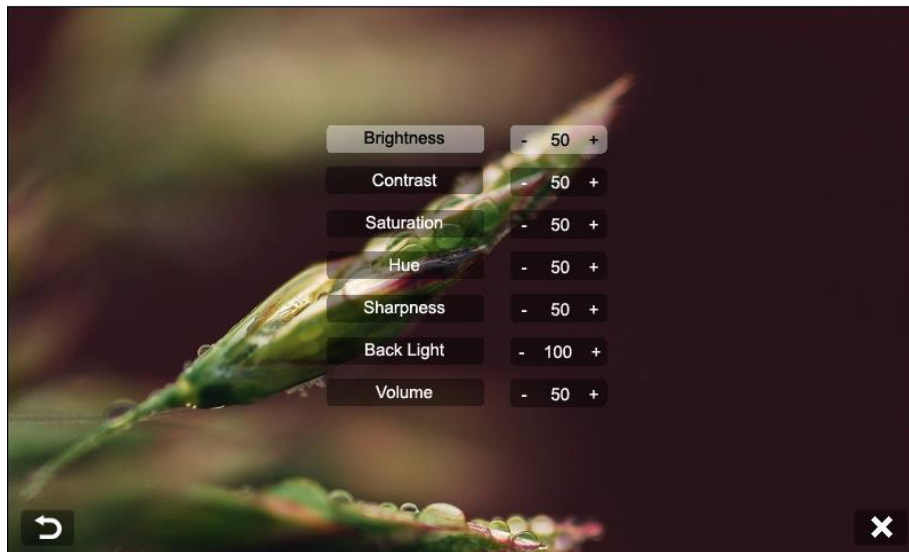 Brightness - 50 +
Contrast - 50 +
Saturation - 50 +
Hue - 50 +
Sharpness - 50 +
Back Light - 100 +
Volume - 50 +